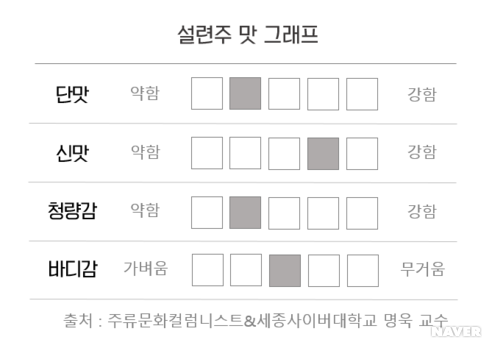 설련주 맛 그래프
단맛 약함 강함
신맛 약함 강함
청량감 약함 강함
바디감 가벼움 무거움
출처 : 주류문화컬럼니스트&세종사이버대학교 명욱 교수
NAVER